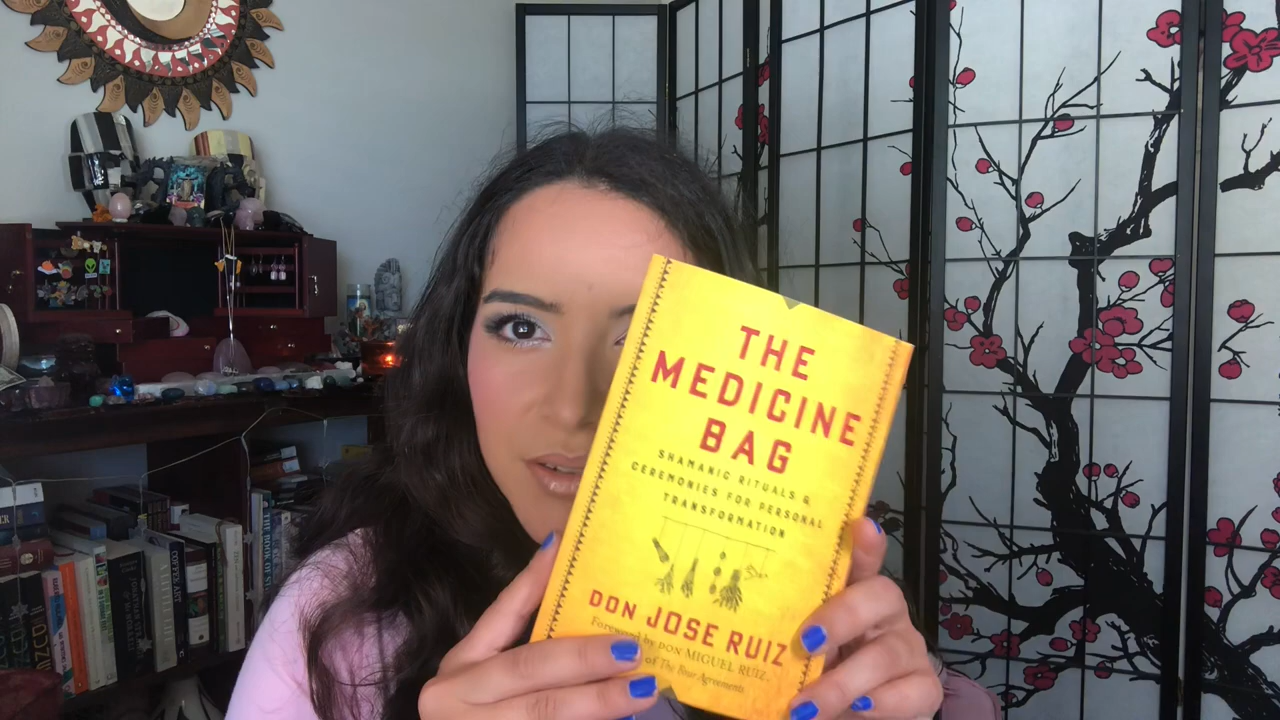 THE
MEDICINE
BAG
SHAMANIC RITUALS &
CEREMONIES FOR PERSONAL
TRANSFORMATION
DON JOSE RUIZ
Foreword by DON MIGUEL RUIZ,
of The Four Agreements